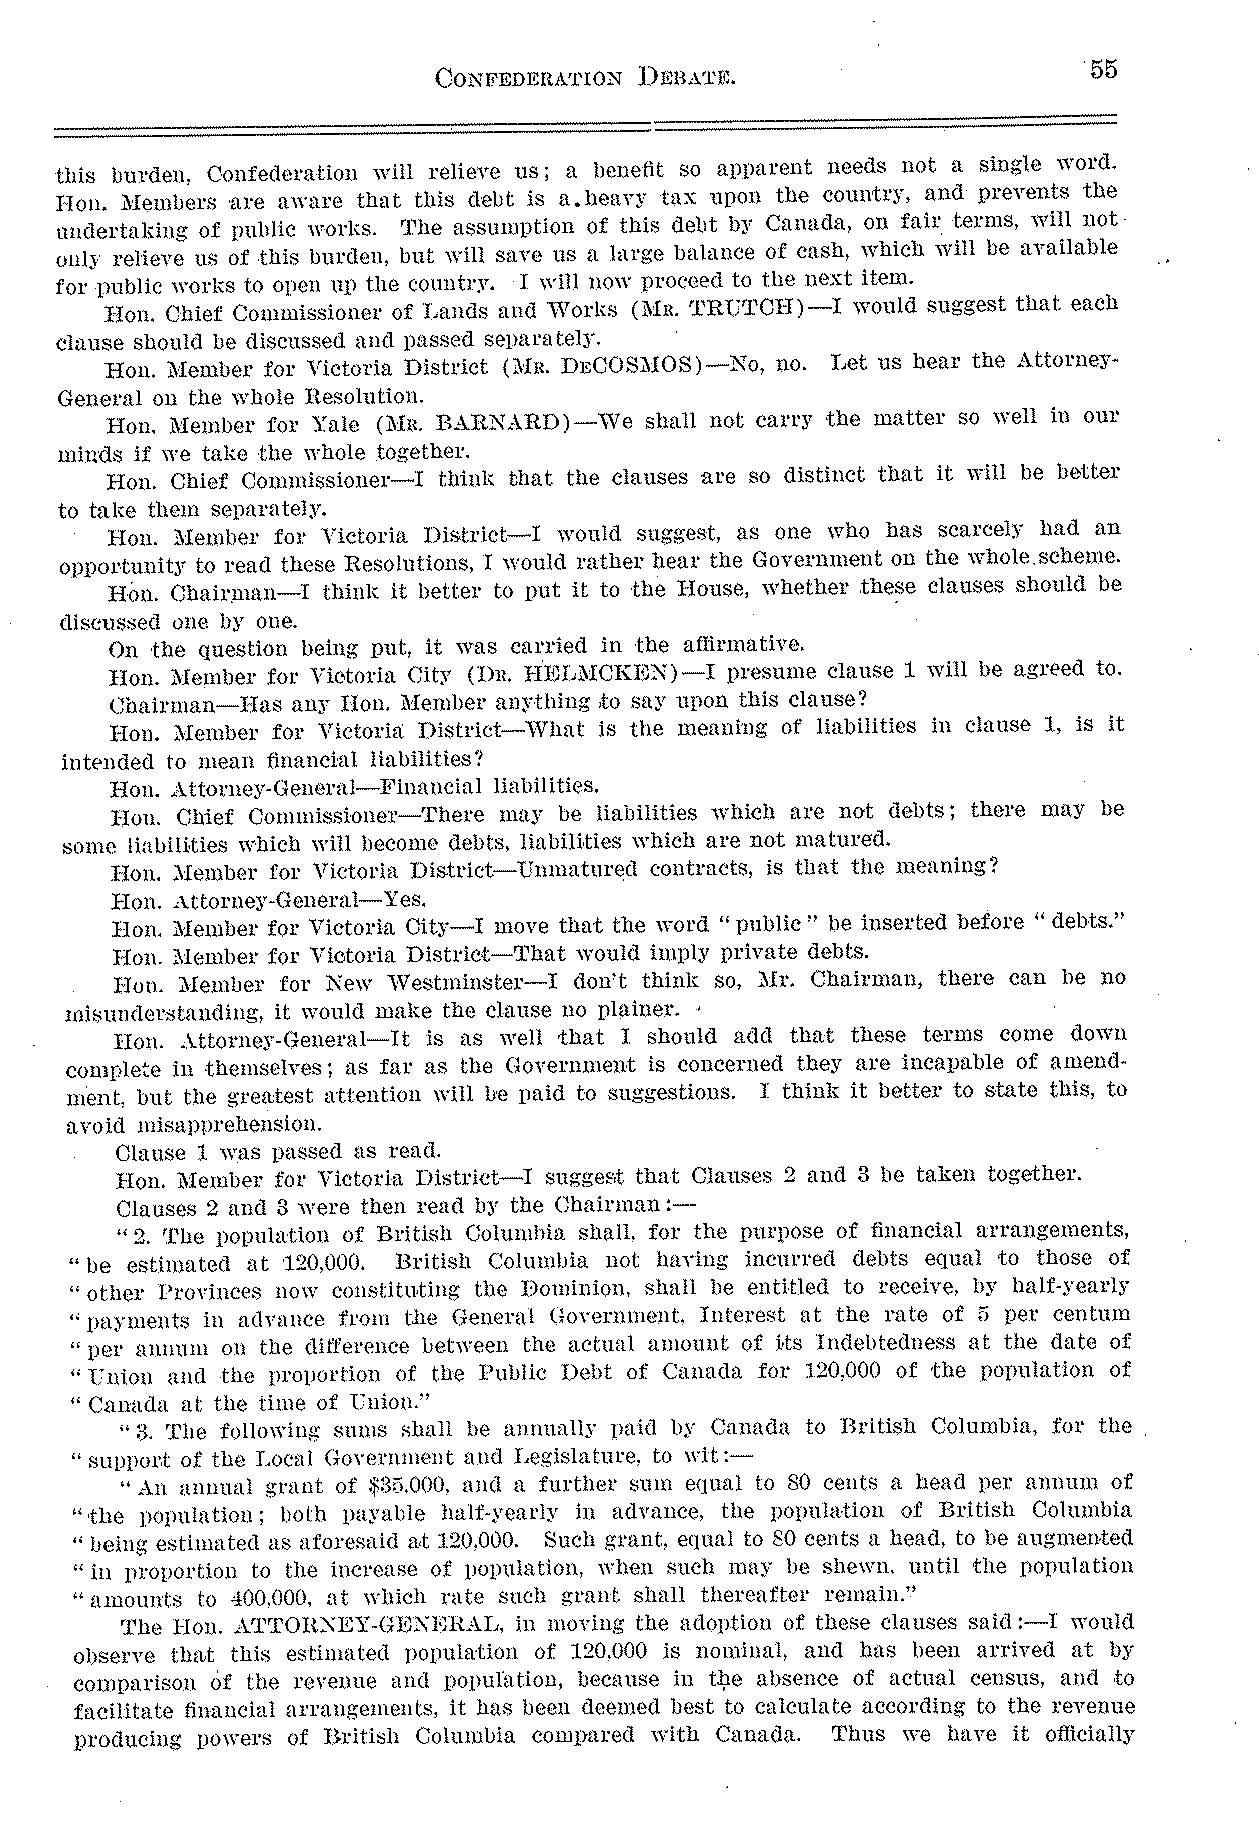 CONFEDERATION DEBATE. 55
this burden, Confederation will relieve us; a benefit so apparent needs not a single word.
Hon. Members are aware that this debt is a heavy tax upon the country, and prevents the
undertaking of public works. The assumption of this debt by Canada, on fair terms, will not
only relieve us of this burden, but will save us a large balance of cash, which will be available
for public works to open up the country. I will now proceed to the next item.
Hon. Chief Commissioner of Lands and Works (MR. TRUTCH)—I would suggest that each
clause should be discussed and passed separately.
Hon. Member for Victoria District (MR. DECOSMOS)—No, no. Let us hear the Attorney-
General on the whole Resolution.
Hon. Member for Yale (MR. BARNARD)—We shall not carry the matter so well in our
minds if we take the whole together.
Hon. Chief Commissioner—I think that the clauses are so distinct that it will be better
to take them separately.
Hon. Member for Victoria District—I would suggest, as one who has scarcely had an
opportunity to read these Resolutions, I would rather hear the Government on the whole scheme.
Hon. Chairman—I think it better to put it to the House, whether these clauses should be
discussed one by one.
On the question being put, it was carried in the affirmative.
Hon. Member for Victoria City (DR. HELMCKEN)—I presume clause 1 will be agreed to.
Chairman—Has any Hon. Member anything to say upon this clause?
Hon. Member for Victoria District—What is the meaning of liabilities in clause 1, is it
intended to mean financial liabilities?
Hon. Attorney-General—Financial liabilities.
Hon. Chief Commissioner—There may be liabilities which are not debts; there may be
some liabilities which will become debts, liabilities which are not matured.
Hon. Member for Victoria District—Unmatured contracts, is that the meaning?
Hon. Attorney-General—Yes.
Hon. Member for Victoria City—I move that the word "public" be inserted before "debts."
Hon. Member for Victoria District—That would imply private debts.
Hon. Member for New Westminster—I don't think so, Mr. Chairman, there can be no
misunderstanding, it would make the clause no plainer.
Hon. Attorney-General—It is as well that I should add that these terms come down
complete in themselves; as far as the Government is concerned they are incapable of amend-
ment, but the greatest attention will be paid to suggestions. I think it better to state this, to
avoid misapprehension.
Clause 1 was passed as read.
Hon. Member for Victoria District—I suggest that Clauses 2 and 3 be taken together.
Clauses 2 and 3 were then read by the Chairman:—
"2. The population of British Columbia shall, for the purpose of financial arrangements,
"be estimated at 120,000. British Columbia not having incurred debts equal to those of
"other Provinces now constituting the Dominion, shall be entitled to receive, by half-yearly
"payments in advance from the General Government, Interest at the rate of 5 per centum
"per annum on the difference between the actual amount of its Indebtedness at the date of
"Union and the proportion of the Public Debt of Canada for 120,000 of the population of
"Canada at the time of Union."
"3. The following sums shall be annually paid by Canada to British Columbia, for the
"support of the Local Government and Legislature, to wit:—
"An annual grant of $35,000, and a further sum equal to 80 cents a head per annum of
"the population; both payable half-yearly in advance, the population of British Columbia
"being estimated as aforesaid at 120,000. Such grant, equal to 80 cents a head, to be augmented
"in proportion to the increase of population, when such may be shewn, until the population
"amounts to 400,000, at which rate such grant shall thereafter remain."
The Hon. ATTORNEY-GENERAL, in moving the adoption of these clauses said:—I would
observe that this estimated population of 120,000 is nominal, and has been arrived at by
comparison of the revenue and population, because in the absence of actual census, and to
facilitate financial arrangements, it has been deemed best to calculate according to the revenue
producing powers of British Columbia compared with Canada. Thus we have it officially